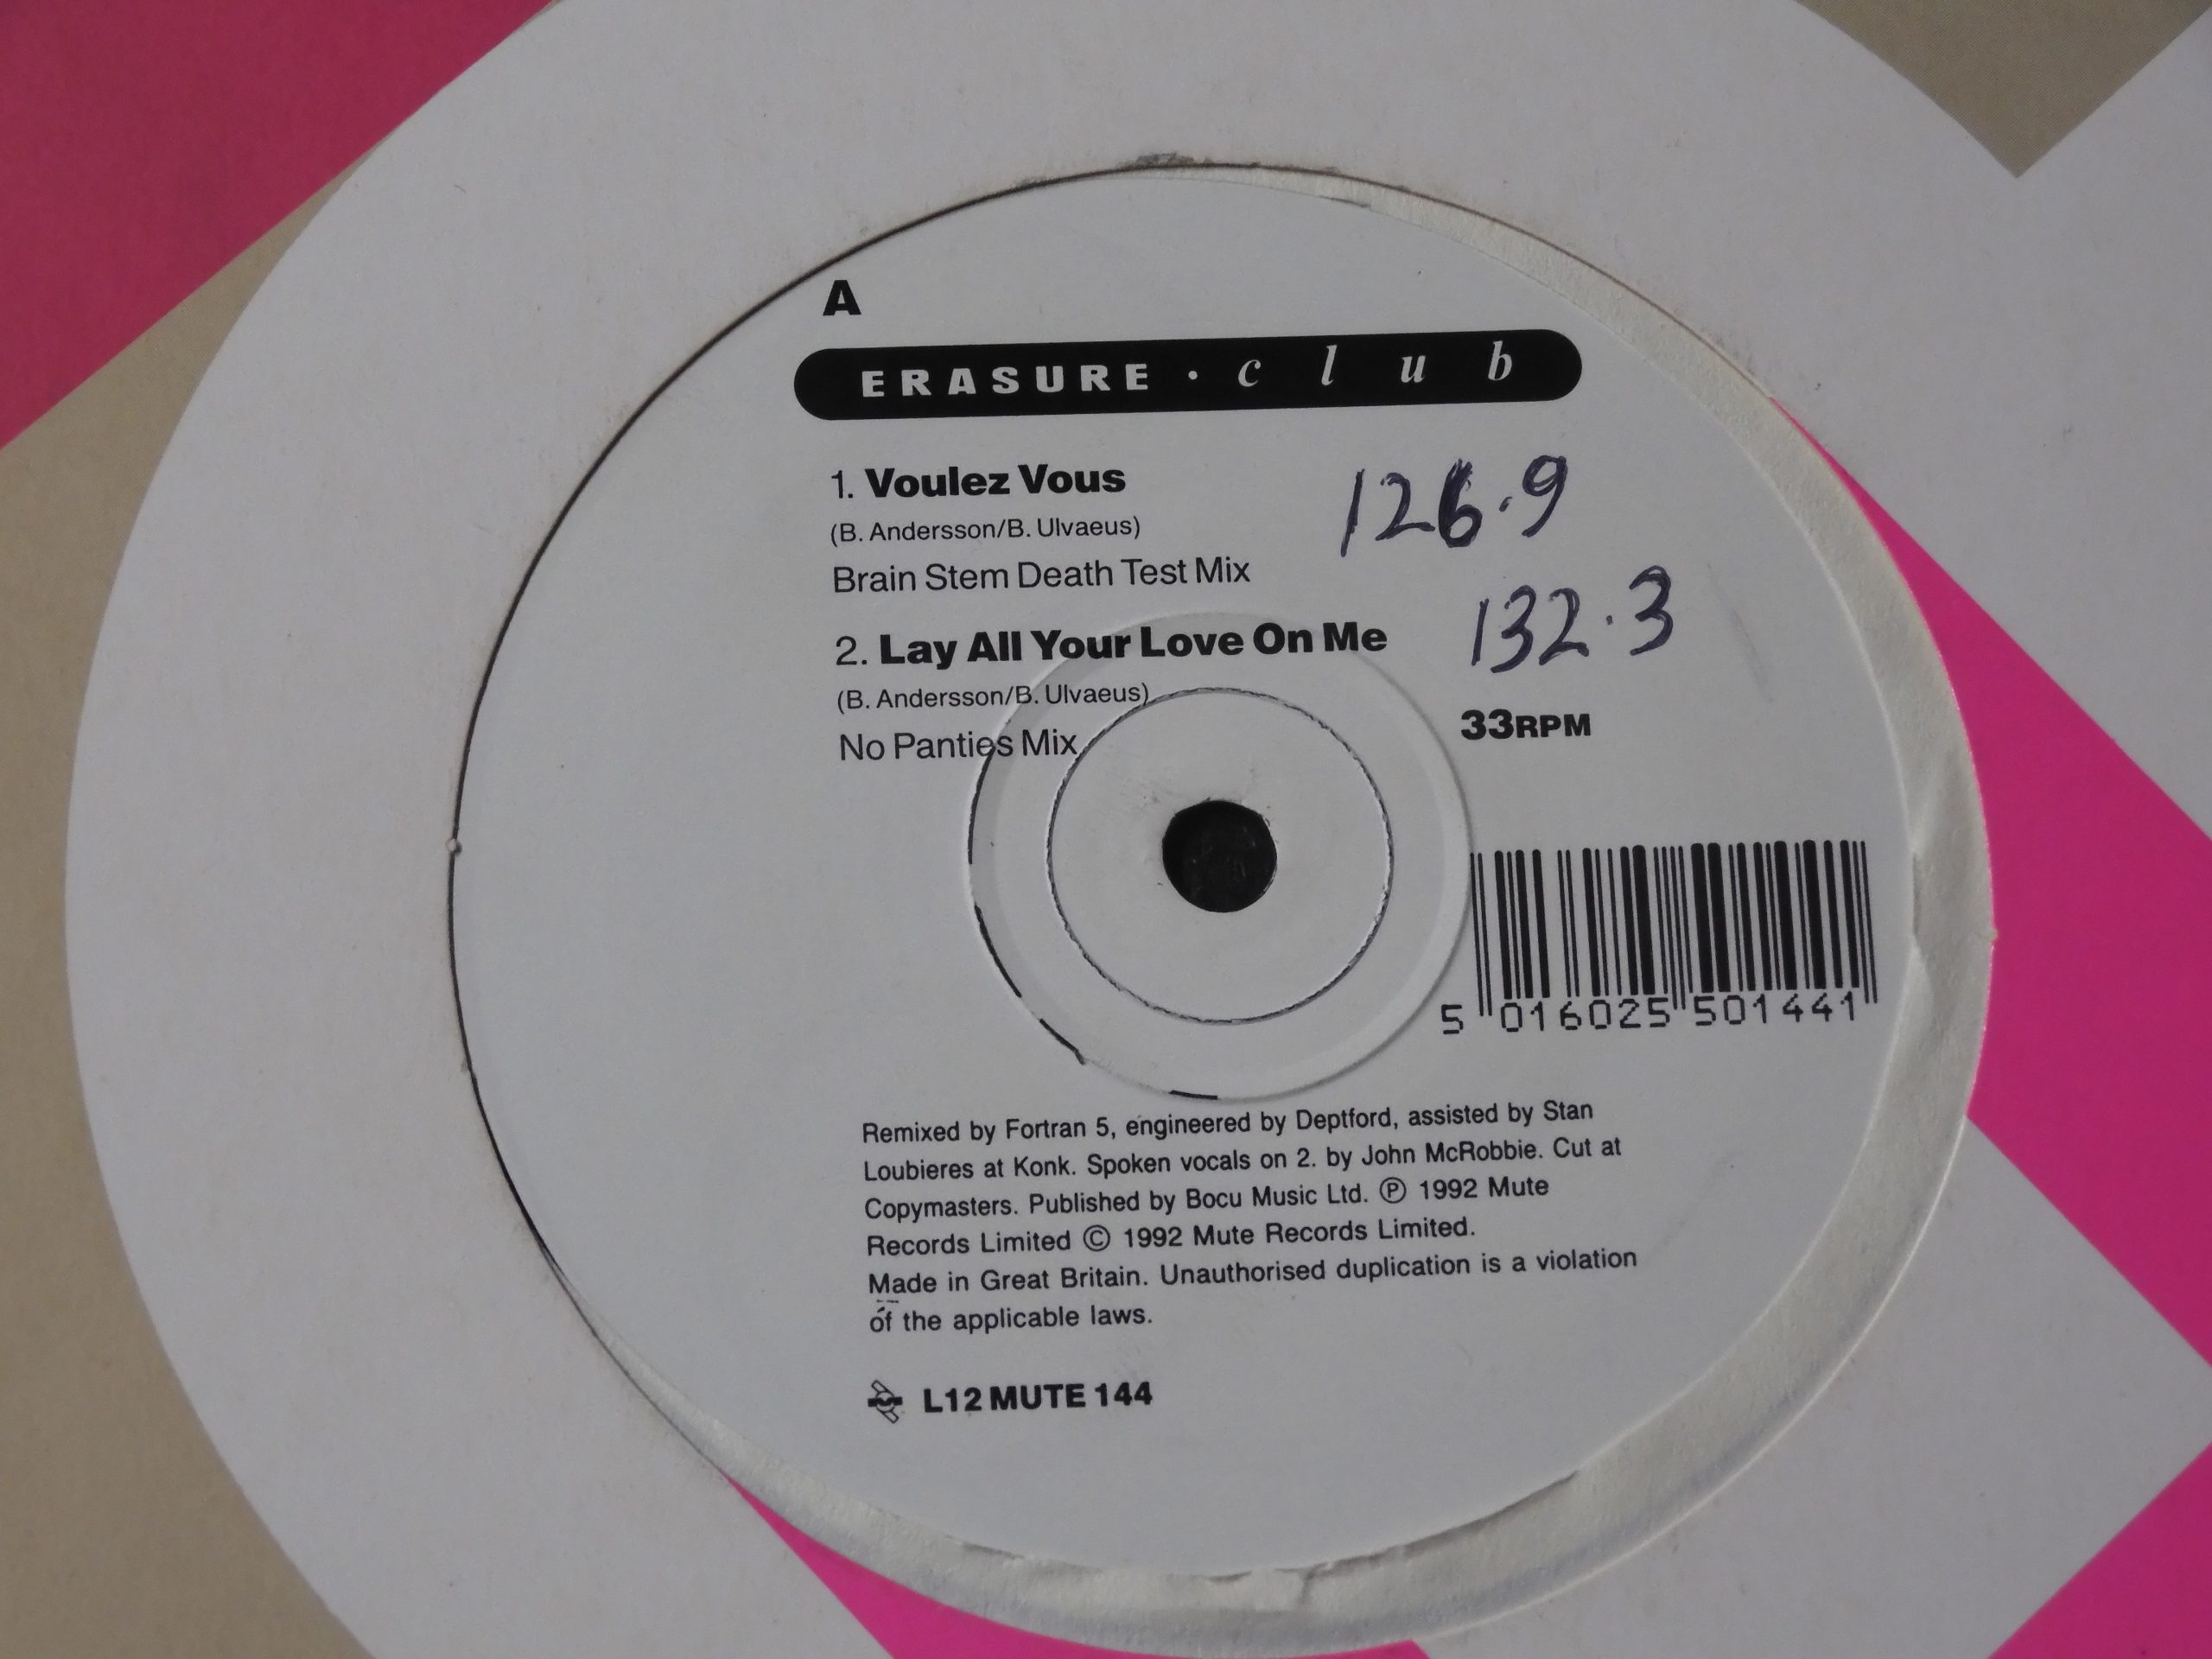 A
ERASURE · club
1. Voulez Vous
126.9
(B. Andersson/B. Ulvaeus)
Brain Stem Death Test Mix
2. Lay All Your Love On Me
132.3
(B. Andersson/B. Ulvaeus)
No Panties Mix
33RPM
5 016025 501441
Remixed by Fortran 5, engineered by Deptford, assisted by Stan
Loubieres at Konk. Spoken vocals on 2. by John McRobbie. Cut at
Copymasters. Published by Bocu Music Ltd. ℗ 1992 Mute
Records Limited © 1992 Mute Records Limited.
Made in Great Britain. Unauthorised duplication is a violation
of the applicable laws.
L12 MUTE 144